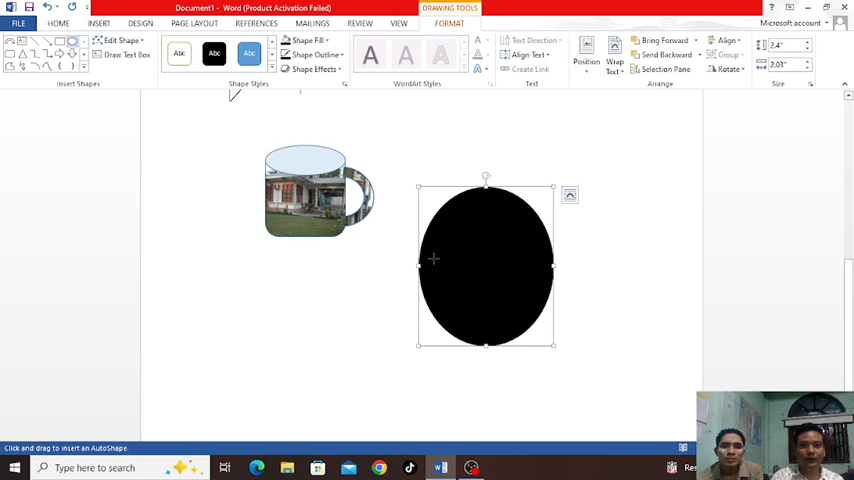 Document1 - Word (Product Activation Failed)
DRAWING TOOLS
FILE
HOME
INSERT
DESIGN
PAGE LAYOUT
REFERENCES
MAILINGS
REVIEW
VIEW
FORMAT
Microsoft account
Edit Shape
Draw Text Box
Insert Shapes
Abc
Abc
Abc
Shape Fill
Shape Outline
Shape Effects
Shape Styles
A
A
A
WordArt Styles
Text Direction
Align Text
Create Link
Text
Position
Wrap
Text
Bring Forward
Send Backward
Selection Pane
Align
Rotate
Arrange
2.4"
2.03"
Size
Click and drag to insert an AutoShape.
Type here to search